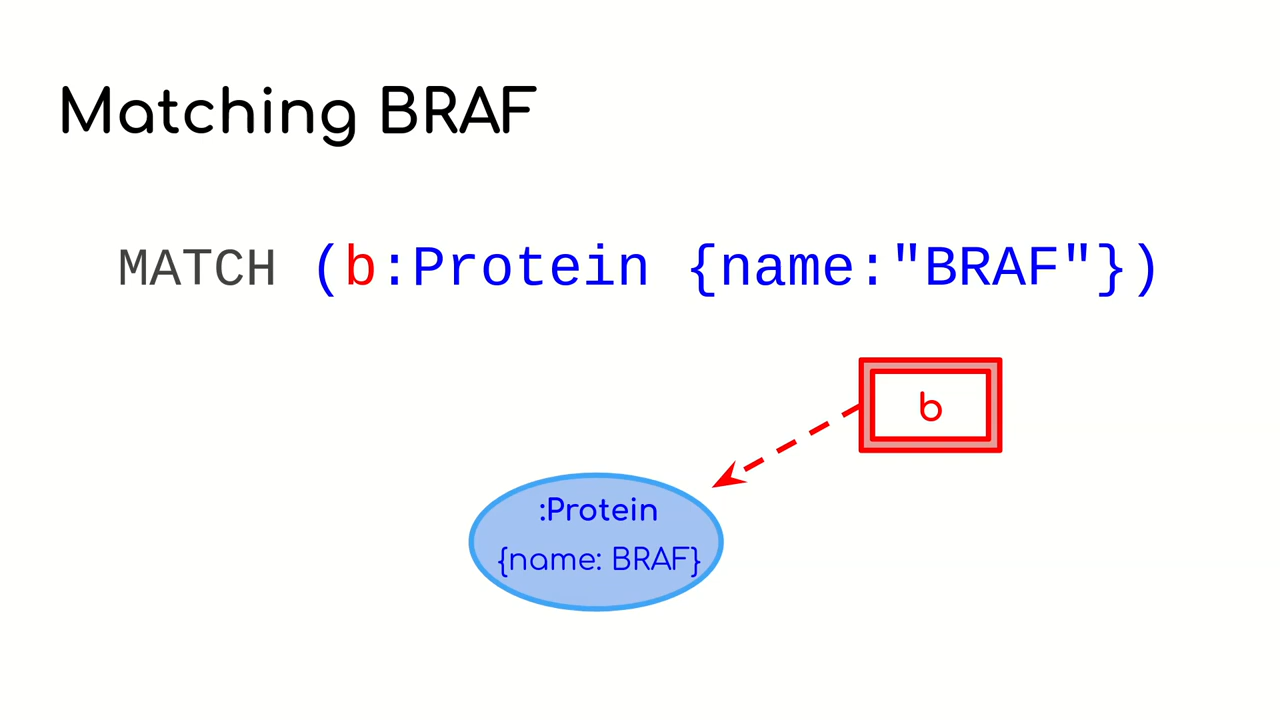 Matching BRAF
MATCH (b:Protein {name:"BRAF"})
b
:Protein
{name: BRAF}